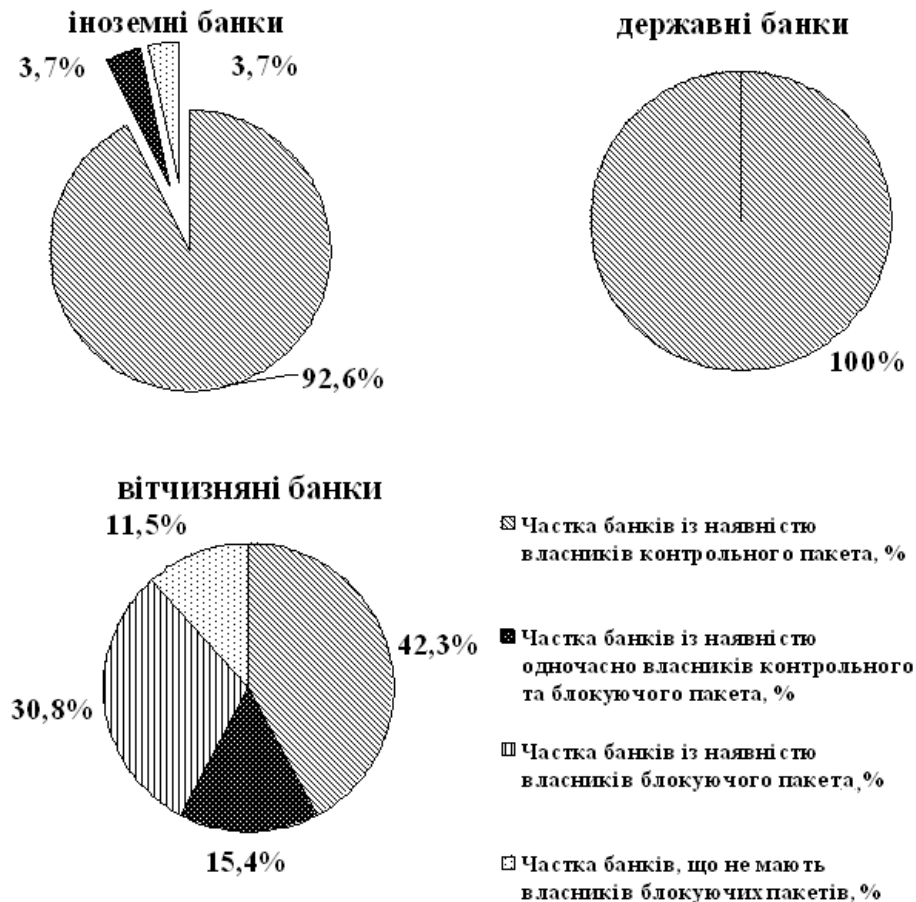 іноземні банки
3,7%
3,7%
92,6%
державні банки
100%
вітчизняні банки
11,5%
42,3%
30,8%
15,4%
Частка банків із наявністю
власників контрольного пакета, %
Частка банків із наявністю
одночасно власників контрольного
та блокуючого пакета, %
Частка банків із наявністю
власників блокуючого пакета,%
Частка банків, що не мають
власників блокуючих пакетів, %